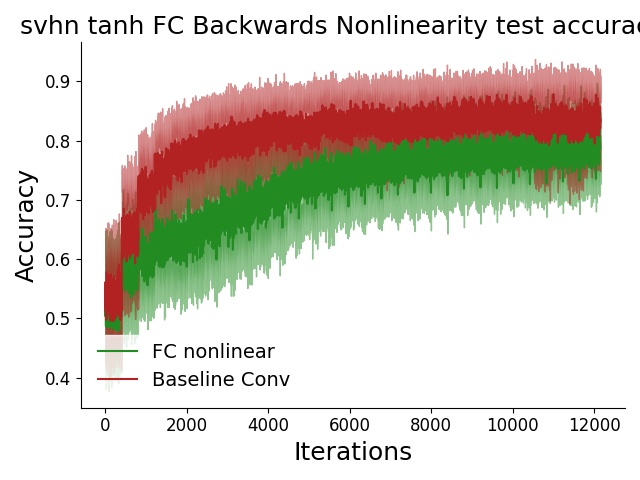 svhn tanh FC Backwards Nonlinearity test accurac
Accuracy
0.9
0.8
0.7
0.6
0.5
0.4
FC nonlinear
Baseline Conv
0 2000 4000 6000 8000 10000 12000
Iterations